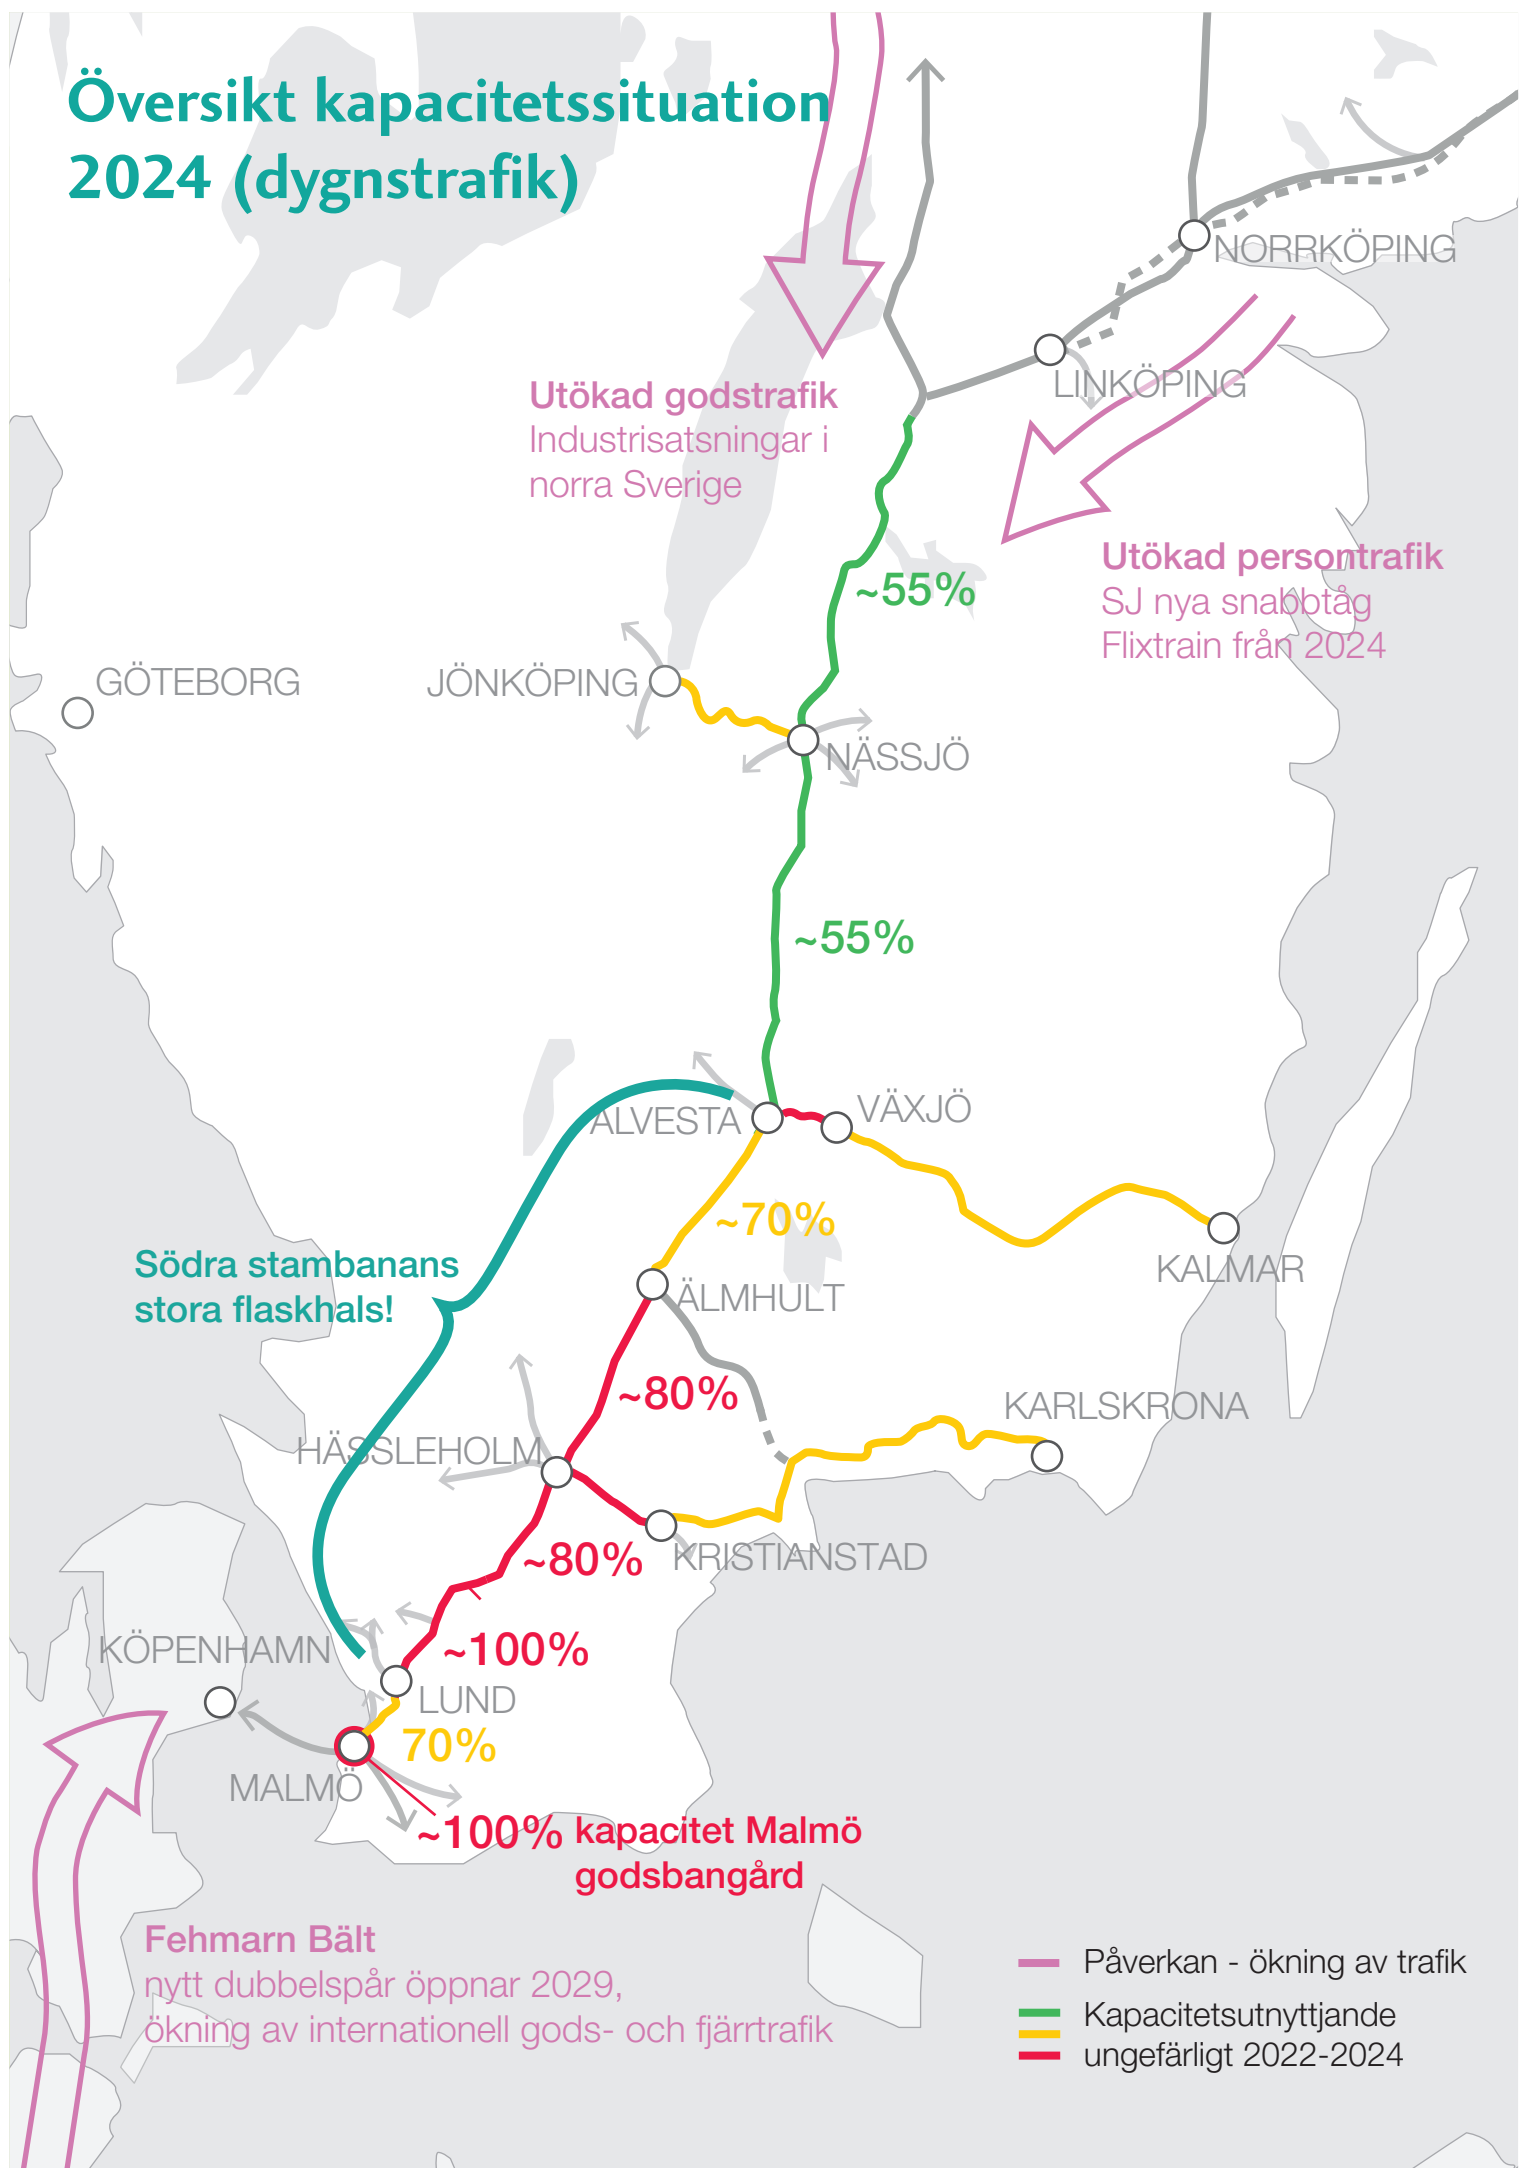 Översikt kapacitetssituation
2024 (dygnstrafik)
NORRKÖPING
LINKÖPING
Utökad godstrafik
Industrisatsningar i
norra Sverige
Utökad persontrafik
SJ nya snabbtåg
Flixtrain från 2024
~55%
GÖTEBORG
JÖNKÖPING
NÄSSJÖ
~55%
ALVESTA
VÄXJÖ
~70%
KALMAR
Södra stambanans
stora flaskhals!
ÄLMHULT
~80%
KARLSKRONA
HÄSSLEHOLM
~80%
KRISTIANSTAD
KÖPENHAMN
~100%
LUND
70%
MALMÖ
~100% kapacitet Malmö
godsbangård
Fehmarn Bält
nytt dubbelspår öppnar 2029,
ökning av internationell gods- och fjärrtrafik
Påverkan - ökning av trafik
Kapacitetsutnyttjande
ungefärligt 2022-2024